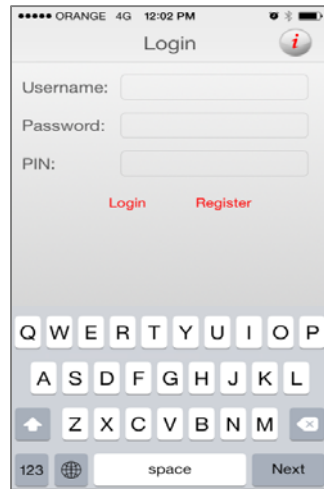 ORANGE 4G 12:02 PM
Login i
Username:
Password:
PIN:
Login Register
Q W E R T Y U I O P
A S D F G H J K L
Z X C V B N M
123 space Next